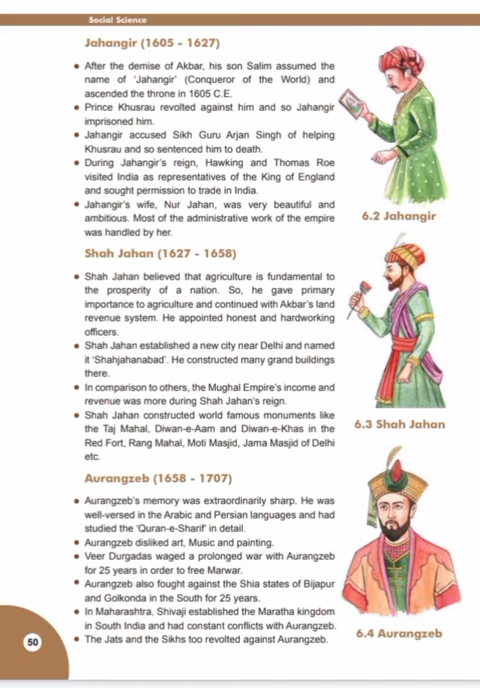 Social Science
Jahangir (1605 - 1627)
• After the demise of Akbar, his son Salim assumed the
name of ‘Jahangir’ (Conqueror of the World) and
ascended the throne in 1605 C.E.
• Prince Khusrau revolted against him and so Jahangir
imprisoned him.
• Jahangir accused Sikh Guru Arjan Singh of helping
Khusrau and so sentenced him to death.
• During Jahangir’s reign, Hawking and Thomas Roe
visited India as representatives of the King of England
and sought permission to trade in India.
• Jahangir’s wife, Nur Jahan, was very beautiful and
ambitious. Most of the administrative work of the empire
was handled by her.
6.2 Jahangir
Shah Jahan (1627 - 1658)
• Shah Jahan believed that agriculture is fundamental to
the prosperity of a nation. So, he gave primary
importance to agriculture and continued with Akbar’s land
revenue system. He appointed honest and hardworking
officers.
• Shah Jahan established a new city near Delhi and named
it ‘Shahjahanabad’. He constructed many grand buildings
there.
• In comparison to others, the Mughal Empire’s income and
revenue was more during Shah Jahan’s reign.
• Shah Jahan constructed world famous monuments like
the Taj Mahal, Diwan-e-Aam and Diwan-e-Khas in the
Red Fort, Rang Mahal, Moti Masjid, Jama Masjid of Delhi
etc.
6.3 Shah Jahan
Aurangzeb (1658 - 1707)
• Aurangzeb’s memory was extraordinarily sharp. He was
well-versed in the Arabic and Persian languages and had
studied the ‘Quran-e-Sharif’ in detail.
• Aurangzeb disliked art, Music and painting.
• Veer Durgadas waged a prolonged war with Aurangzeb
for 25 years in order to free Marwar.
• Aurangzeb also fought against the Shia states of Bijapur
and Golkonda in the South for 25 years.
• In Maharashtra, Shivaji established the Maratha kingdom
in South India and had constant conflicts with Aurangzeb.
• The Jats and the Sikhs too revolted against Aurangzeb.
6.4 Aurangzeb
50